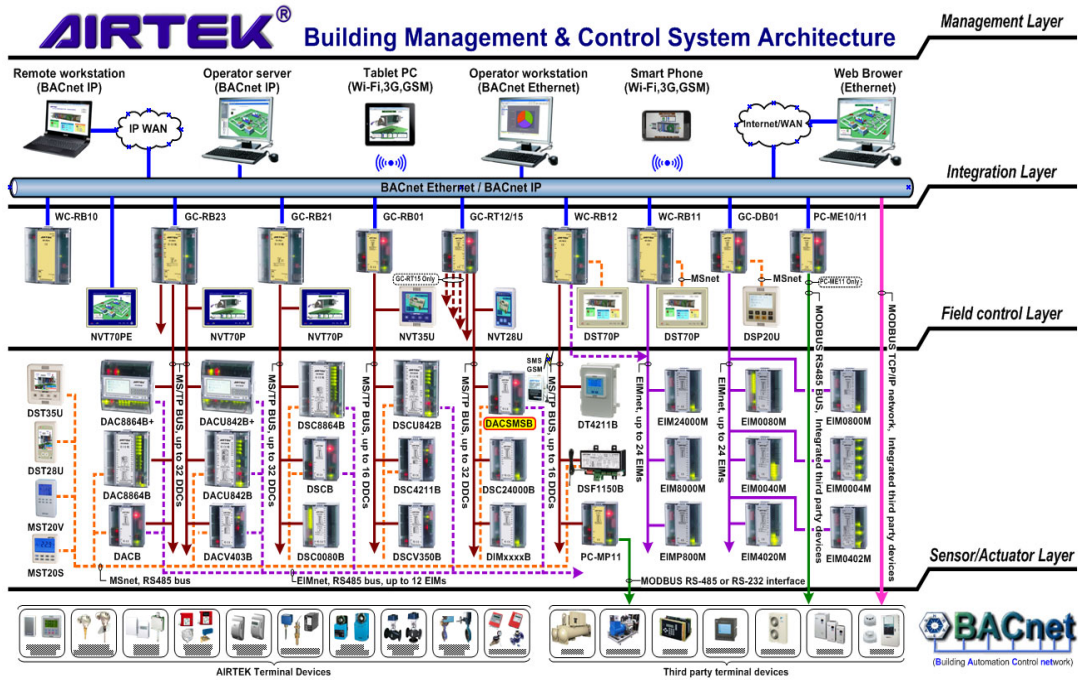 AIRTEK®
Building Management & Control System Architecture
Management Layer
Remote workstation
(BACnet IP)
Operator server
(BACnet IP)
Tablet PC
(Wi-Fi,3G,GSM)
Operator workstation
(BACnet Ethernet)
Smart Phone
(Wi-Fi,3G,GSM)
Web Brower
(Ethernet)
IP WAN
Internet/WAN
Integration Layer
BACnet Ethernet / BACnet IP
WC-RB10
GC-RB23
GC-RB21
GC-RB01
GC-RT12/15
WC-RB12
WC-RB11
GC-DB01
PC-ME10/11
GC-RT15 Only
MSnet
MSnet
PC-ME11 Only
NVT70PE
NVT70P
NVT70P
NVT35U
NVT28U
DST70P
DST70P
DSP20U
Field control Layer
MS/TP BUS, up to 32 DDCs
MS/TP BUS, up to 32 DDCs
MS/TP BUS, up to 16 DDCs
MS/TP BUS, up to 32 DDCs
MS/TP BUS, up to 16 DDCs
EIMnet, up to 24 EIMs
EIMnet, up to 24 EIMs
MODBUS RS485 BUS, Integrated third party devices
MODBUS TCP/IP network, Integrated third party devices
SMS
GSM
DST35U
DAC8864B+
DACU842B+
DSC8864B
DSCU842B
DACSMSB
DT4211B
EIM24000M
EIM0080M
EIM0800M
DST28U
DAC8864B
DACU842B
DSCB
DSC4211B
DSC24000B
DSF1150B
EIM8000M
EIM0040M
EIM0004M
MST20V
MST20S
DACB
DACV403B
DSC0080B
DSCV350B
DIMxxxxB
PC-MP11
EIMP800M
EIM4020M
EIM0402M
Sensor/Actuator Layer
MSnet, RS485 bus
EIMnet, RS485 bus, up to 12 EIMs
MODBUS RS-485 or RS-232 interface
AIRTEK Terminal Devices
Third party terminal devices
BACnet
(Building Automation Control network)